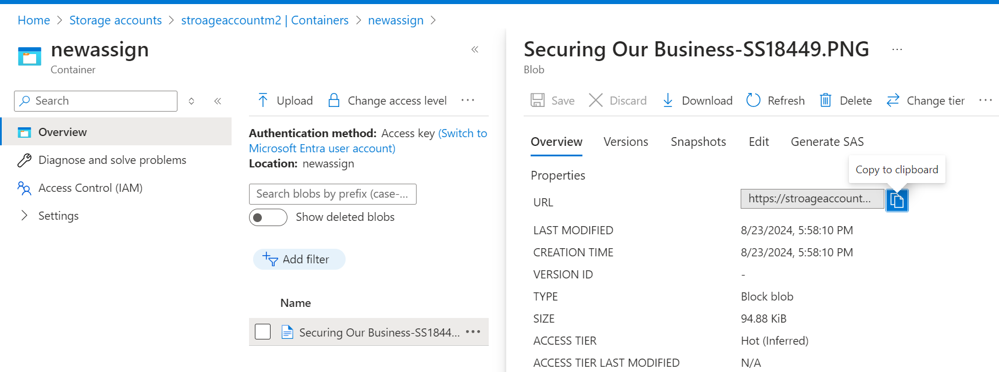 Home > Storage accounts > stroageaccountm2 | Containers > newassign >
newassign
Container
«
Search
«
Overview
Diagnose and solve problems
Access Control (IAM)
Settings
Upload
Change access level
...
Authentication method: Access key (Switch to
Microsoft Entra user account)
Location: newassign
Search blobs by prefix (case-...
Show deleted blobs
Add filter
Name
Securing Our Business-SS1844... ...
Securing Our Business-SS18449.PNG ...
Blob
Save Discard Download Refresh Delete Change tier ...
Overview Versions Snapshots Edit Generate SAS
Copy to clipboard
Properties
URL https://stroageaccount...
LAST MODIFIED 8/23/2024, 5:58:10 PM
CREATION TIME 8/23/2024, 5:58:10 PM
VERSION ID -
TYPE Block blob
SIZE 94.88 KiB
ACCESS TIER Hot (Inferred)
ACCESS TIER LAST MODIFIED N/A